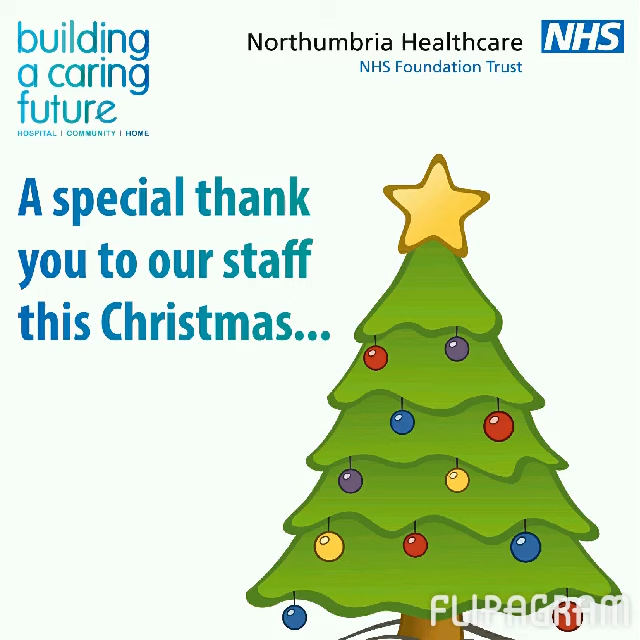 building
a caring
future
HOSPITAL | COMMUNITY | HOME
Northumbria Healthcare NHS
NHS Foundation Trust
A special thank
you to our staff
this Christmas...
FLIPAGRAM